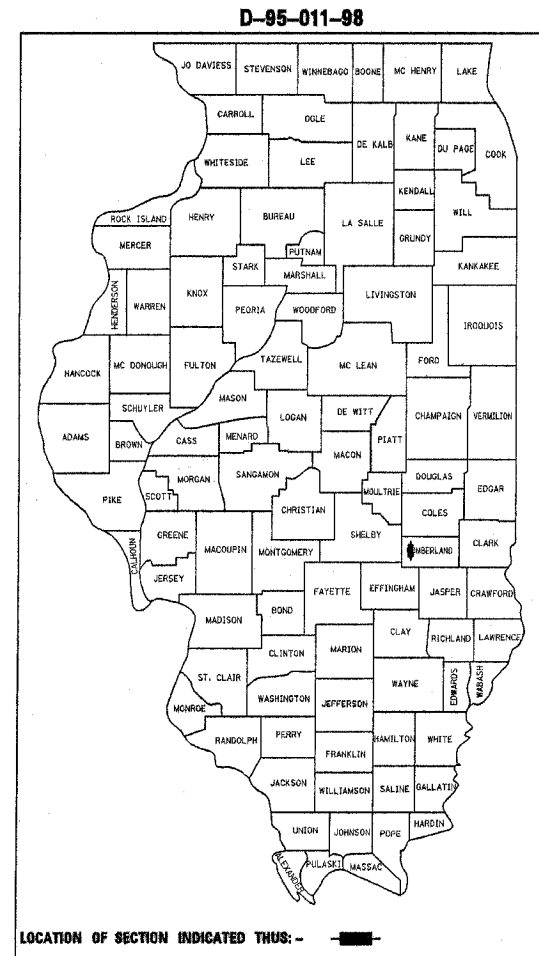 D-95-011-98
JO DAVIESS STEVENSON WINNEBAGO BOONE MC HENRY LAKE
CARROLL OGLE
DE KALB KANE DU PAGE COOK
WHITESIDE LEE
KENDALL
ROCK ISLAND HENRY BUREAU LA SALLE WILL
MERCER PUTNAM GRUNDY
STARK MARSHALL KANKAKEE
HENDERSON WARREN KNOX PEORIA WOODFORD LIVINGSTON
IROQUOIS
HANCOCK MC DONOUGH FULTON TAZEWELL MC LEAN FORD
MASON
SCHUYLER LOGAN DE WITT CHAMPAIGN VERMILION
ADAMS BROWN CASS MENARD MACON PIATT
MORGAN SANGAMON DOUGLAS
PIKE SCOTT CHRISTIAN MOULTRIE COLES EDGAR
CALHOUN GREENE MACOUPIN MONTGOMERY SHELBY CLARK
UMBERLAND
JERSEY FAYETTE EFFINGHAM JASPER CRAWFORD
MADISON BOND
CLAY RICHLAND LAWRENCE
CLINTON MARION
ST. CLAIR WAYNE EDWARDS WABASH
WASHINGTON JEFFERSON
MONROE
RANDOLPH PERRY HAMILTON WHITE
FRANKLIN
JACKSON WILLIAMSON SALINE GALLATIN
UNION JOHNSON POPE HARDIN
ALEXANDER PULASKI MASSAC
LOCATION OF SECTION INDICATED THUS: -